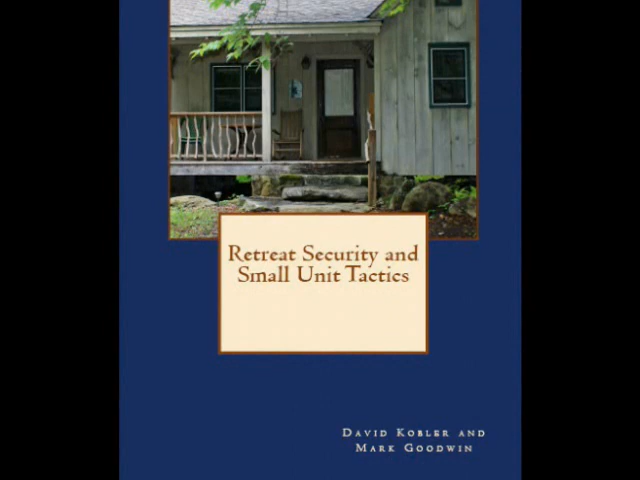 Retreat Security and
Small Unit Tactics
David Kobler and
Mark Goodwin